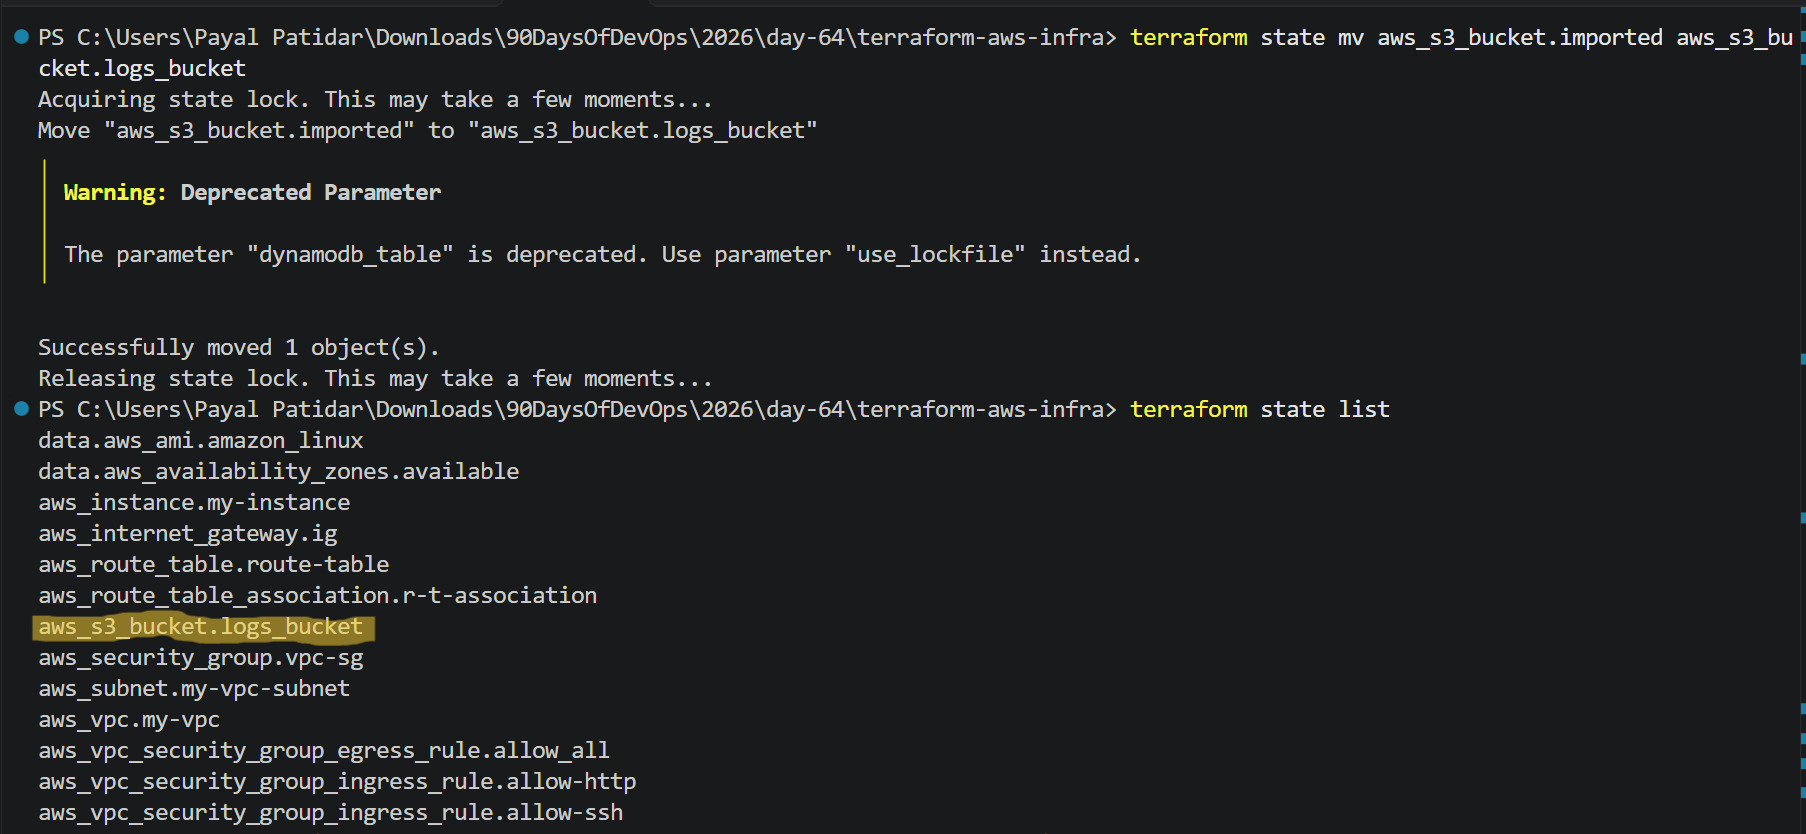 PS C:\Users\Payal Patidar\Downloads\90DaysOfDevOps\2026\day-64\terraform-aws-infra> terraform state mv aws_s3_bucket.imported aws_s3_bu
cket.logs_bucket
Acquiring state lock. This may take a few moments...
Move "aws_s3_bucket.imported" to "aws_s3_bucket.logs_bucket"
Warning: Deprecated Parameter
The parameter "dynamodb_table" is deprecated. Use parameter "use_lockfile" instead.
Successfully moved 1 object(s).
Releasing state lock. This may take a few moments...
PS C:\Users\Payal Patidar\Downloads\90DaysOfDevOps\2026\day-64\terraform-aws-infra> terraform state list
data.aws_ami.amazon_linux
data.aws_availability_zones.available
aws_instance.my-instance
aws_internet_gateway.ig
aws_route_table.route-table
aws_route_table_association.r-t-association
aws_s3_bucket.logs_bucket
aws_security_group.vpc-sg
aws_subnet.my-vpc-subnet
aws_vpc.my-vpc
aws_vpc_security_group_egress_rule.allow_all
aws_vpc_security_group_ingress_rule.allow-http
aws_vpc_security_group_ingress_rule.allow-ssh